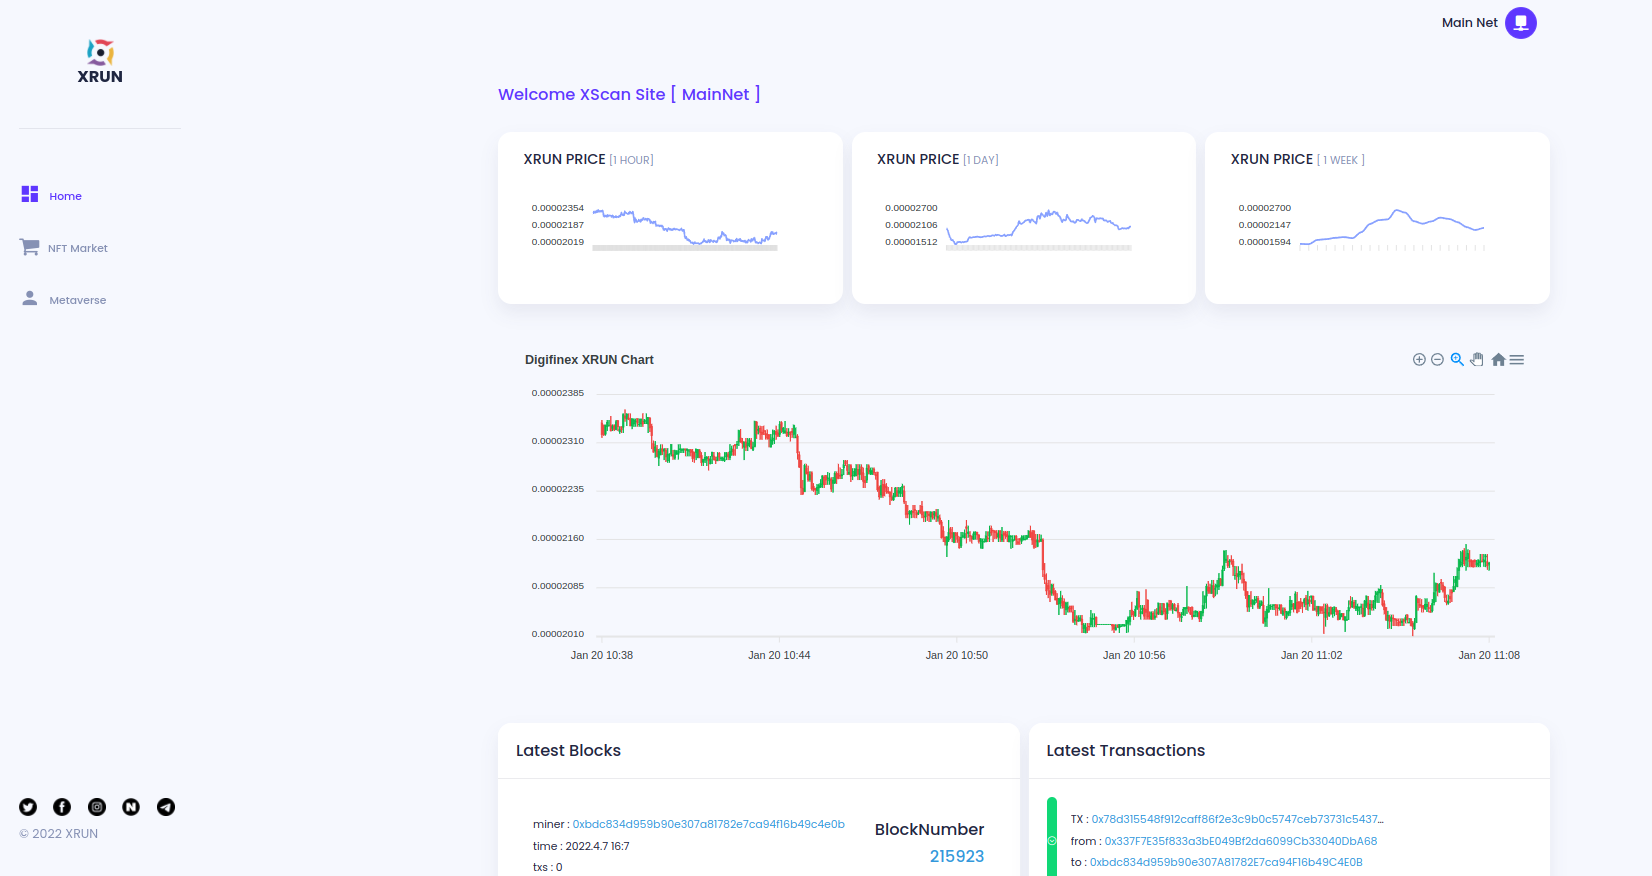 Main Net
XRUN
Welcome XScan Site [ MainNet ]
XRUN PRICE [1 HOUR]
0.00002354
0.00002187
0.00002019
XRUN PRICE [1 DAY]
0.00002700
0.00002106
0.00001512
XRUN PRICE [ 1 WEEK ]
0.00002700
0.00002147
0.00001594
Home
NFT Market
Metaverse
Digifinex XRUN Chart
0.00002385
0.00002310
0.00002235
0.00002160
0.00002085
0.00002010
Jan 20 10:38
Jan 20 10:44
Jan 20 10:50
Jan 20 10:56
Jan 20 11:02
Jan 20 11:08
Latest Blocks
miner : 0xbdc834d959b90e307a81782e7ca94f16b49c4e0b
time : 2022.4.7 16:7
txs : 0
BlockNumber
215923
Latest Transactions
TX : 0x78d315548f912caff86f2e3c9b0c5747ceb73731c5437...
from : 0x337F7E35f833a3bE049Bf2da6099Cb33040DbA68
to : 0xbdc834d959b90e307A81782E7ca94F16b49C4E0B
© 2022 XRUN